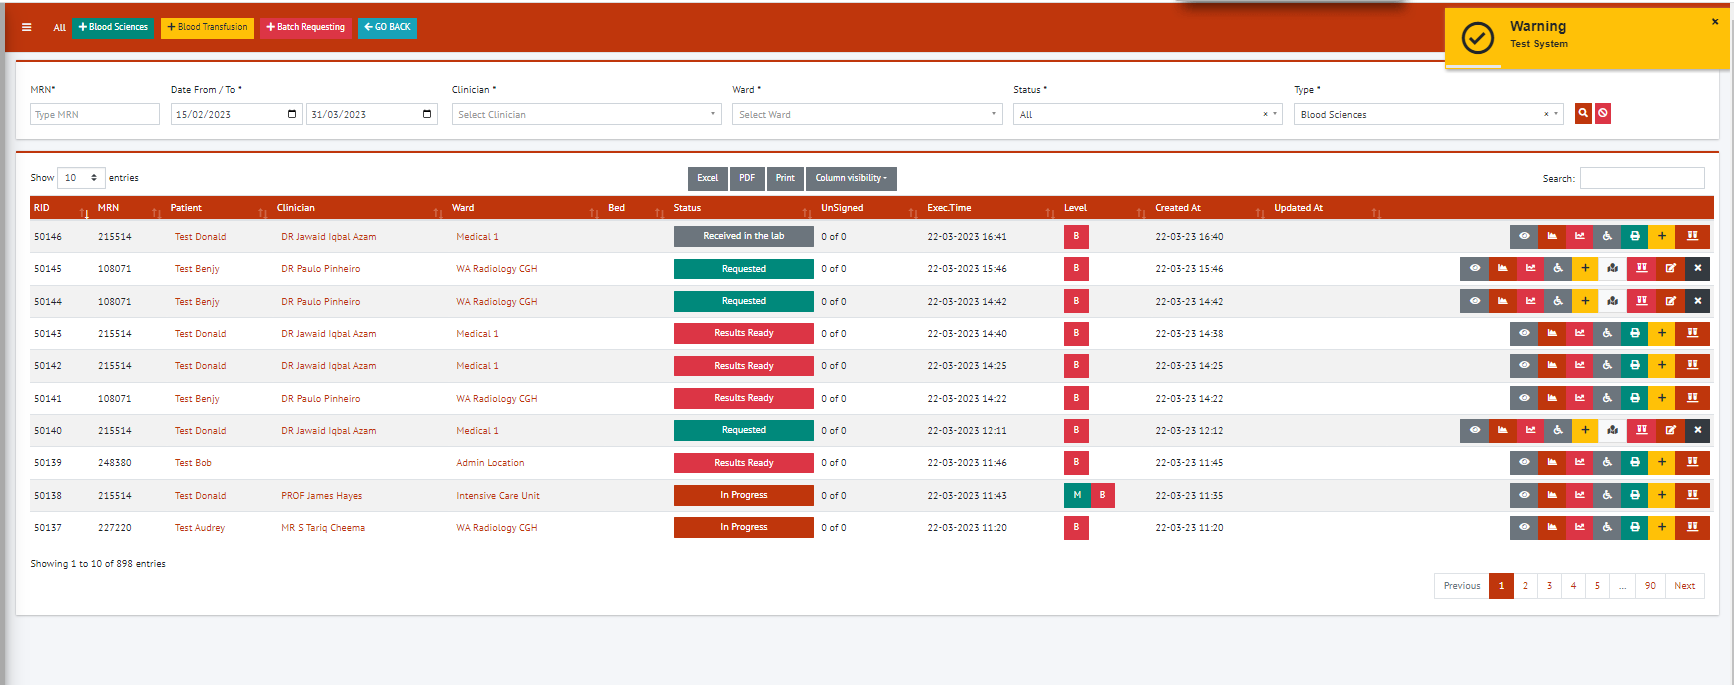 All + Blood Sciences + Blood Transfusion + Batch Requesting GO BACK
Warning ×
Test System
MRN* Date From / To * Clinician * Ward * Status * Type *
Type MRN 15/02/2023 31/03/2023 Select Clinician Select Ward All × Blood Sciences ×
Show 10 entries Excel PDF Print Column visibility Search:
RID MRN Patient Clinician Ward Bed Status UnSigned Exec.Time Level Created At Updated At
50146 215514 Test Donald DR Jawaid Iqbal Azam Medical 1 Received in the lab 0 of 0 22-03-2023 16:41 B 22-03-23 16:40
50145 108071 Test Benjy DR Paulo Pinheiro WA Radiology CGH Requested 0 of 0 22-03-2023 15:46 B 22-03-23 15:46
50144 108071 Test Benjy DR Paulo Pinheiro WA Radiology CGH Requested 0 of 0 22-03-2023 14:42 B 22-03-23 14:42
50143 215514 Test Donald DR Jawaid Iqbal Azam Medical 1 Results Ready 0 of 0 22-03-2023 14:40 B 22-03-23 14:38
50142 215514 Test Donald DR Jawaid Iqbal Azam Medical 1 Results Ready 0 of 0 22-03-2023 14:25 B 22-03-23 14:25
50141 108071 Test Benjy DR Paulo Pinheiro WA Radiology CGH Results Ready 0 of 0 22-03-2023 14:22 B 22-03-23 14:22
50140 215514 Test Donald DR Jawaid Iqbal Azam Medical 1 Requested 0 of 0 22-03-2023 12:11 B 22-03-23 12:12
50139 248380 Test Bob Admin Location Results Ready 0 of 0 22-03-2023 11:46 B 22-03-23 11:45
50138 215514 Test Donald PROF James Hayes Intensive Care Unit In Progress 0 of 0 22-03-2023 11:43 M B 22-03-23 11:35
50137 227220 Test Audrey MR S Tariq Cheema WA Radiology CGH In Progress 0 of 0 22-03-2023 11:20 B 22-03-23 11:20
Showing 1 to 10 of 898 entries
Previous 1 2 3 4 5 ... 90 Next